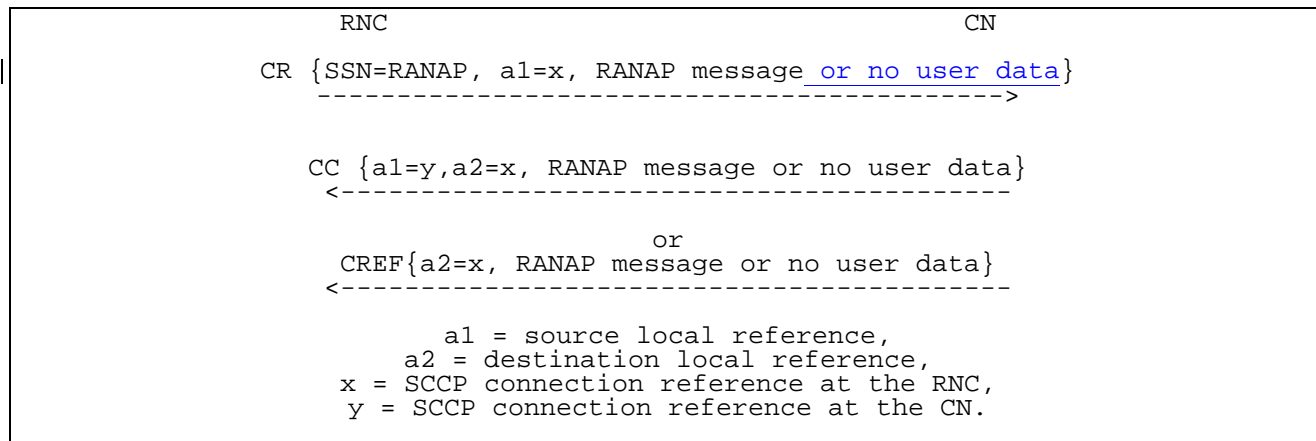 RNC CN
CR {SSN=RANAP, a1=x, RANAP message or no user data}
------------------------------------------->
CC {a1=y,a2=x, RANAP message or no user data}
<------------------------------------------
or
CREF{a2=x, RANAP message or no user data}
<------------------------------------------
a1 = source local reference,
a2 = destination local reference,
x = SCCP connection reference at the RNC,
y = SCCP connection reference at the CN.